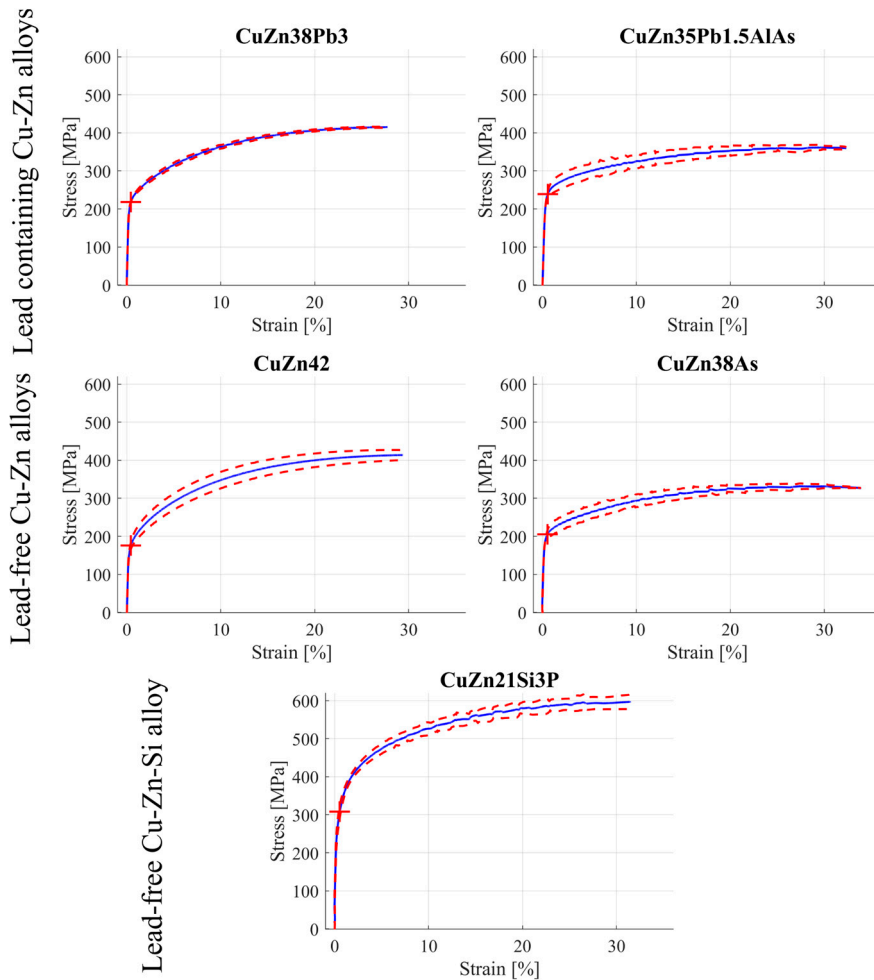 Lead containing Cu-Zn alloys
CuZn38Pb3
600
500
400
300
200
100
0
Stress [MPa]
0 10 20 30
Strain [%]
CuZn35Pb1.5AlAs
600
500
400
300
200
100
0
Stress [MPa]
0 10 20 30
Strain [%]
Lead-free Cu-Zn alloys
CuZn42
600
500
400
300
200
100
0
Stress [MPa]
0 10 20 30
Strain [%]
CuZn38As
600
500
400
300
200
100
0
Stress [MPa]
0 10 20 30
Strain [%]
Lead-free Cu-Zn-Si alloy
CuZn21Si3P
600
500
400
300
200
100
0
Stress [MPa]
0 10 20 30
Strain [%]